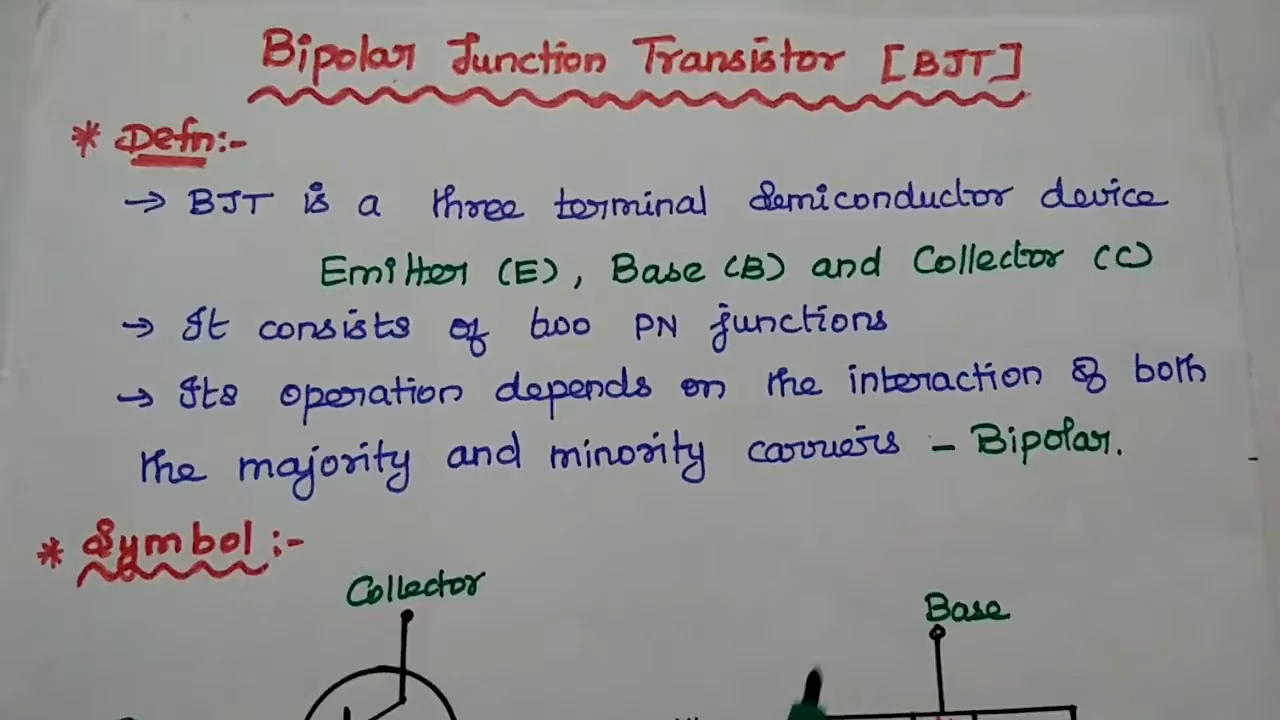 Bipolar Junction Transistor [BJT]
* Defn:-
→ BJT is a three terminal semiconductor device
Emitter (E), Base (B) and Collector (C)
→ It consists of two PN junctions
→ Its operation depends on the interaction of both
the majority and minority carriers - Bipolar.
* Symbol:-
Collector
Base